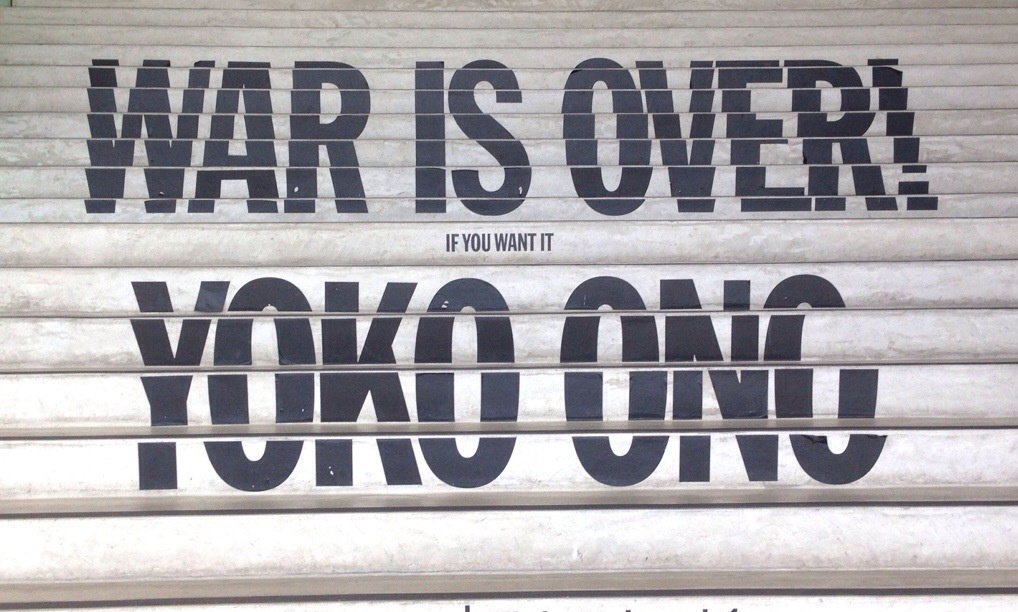 WAR IS OVER!
IF YOU WANT IT
YOKO ONO